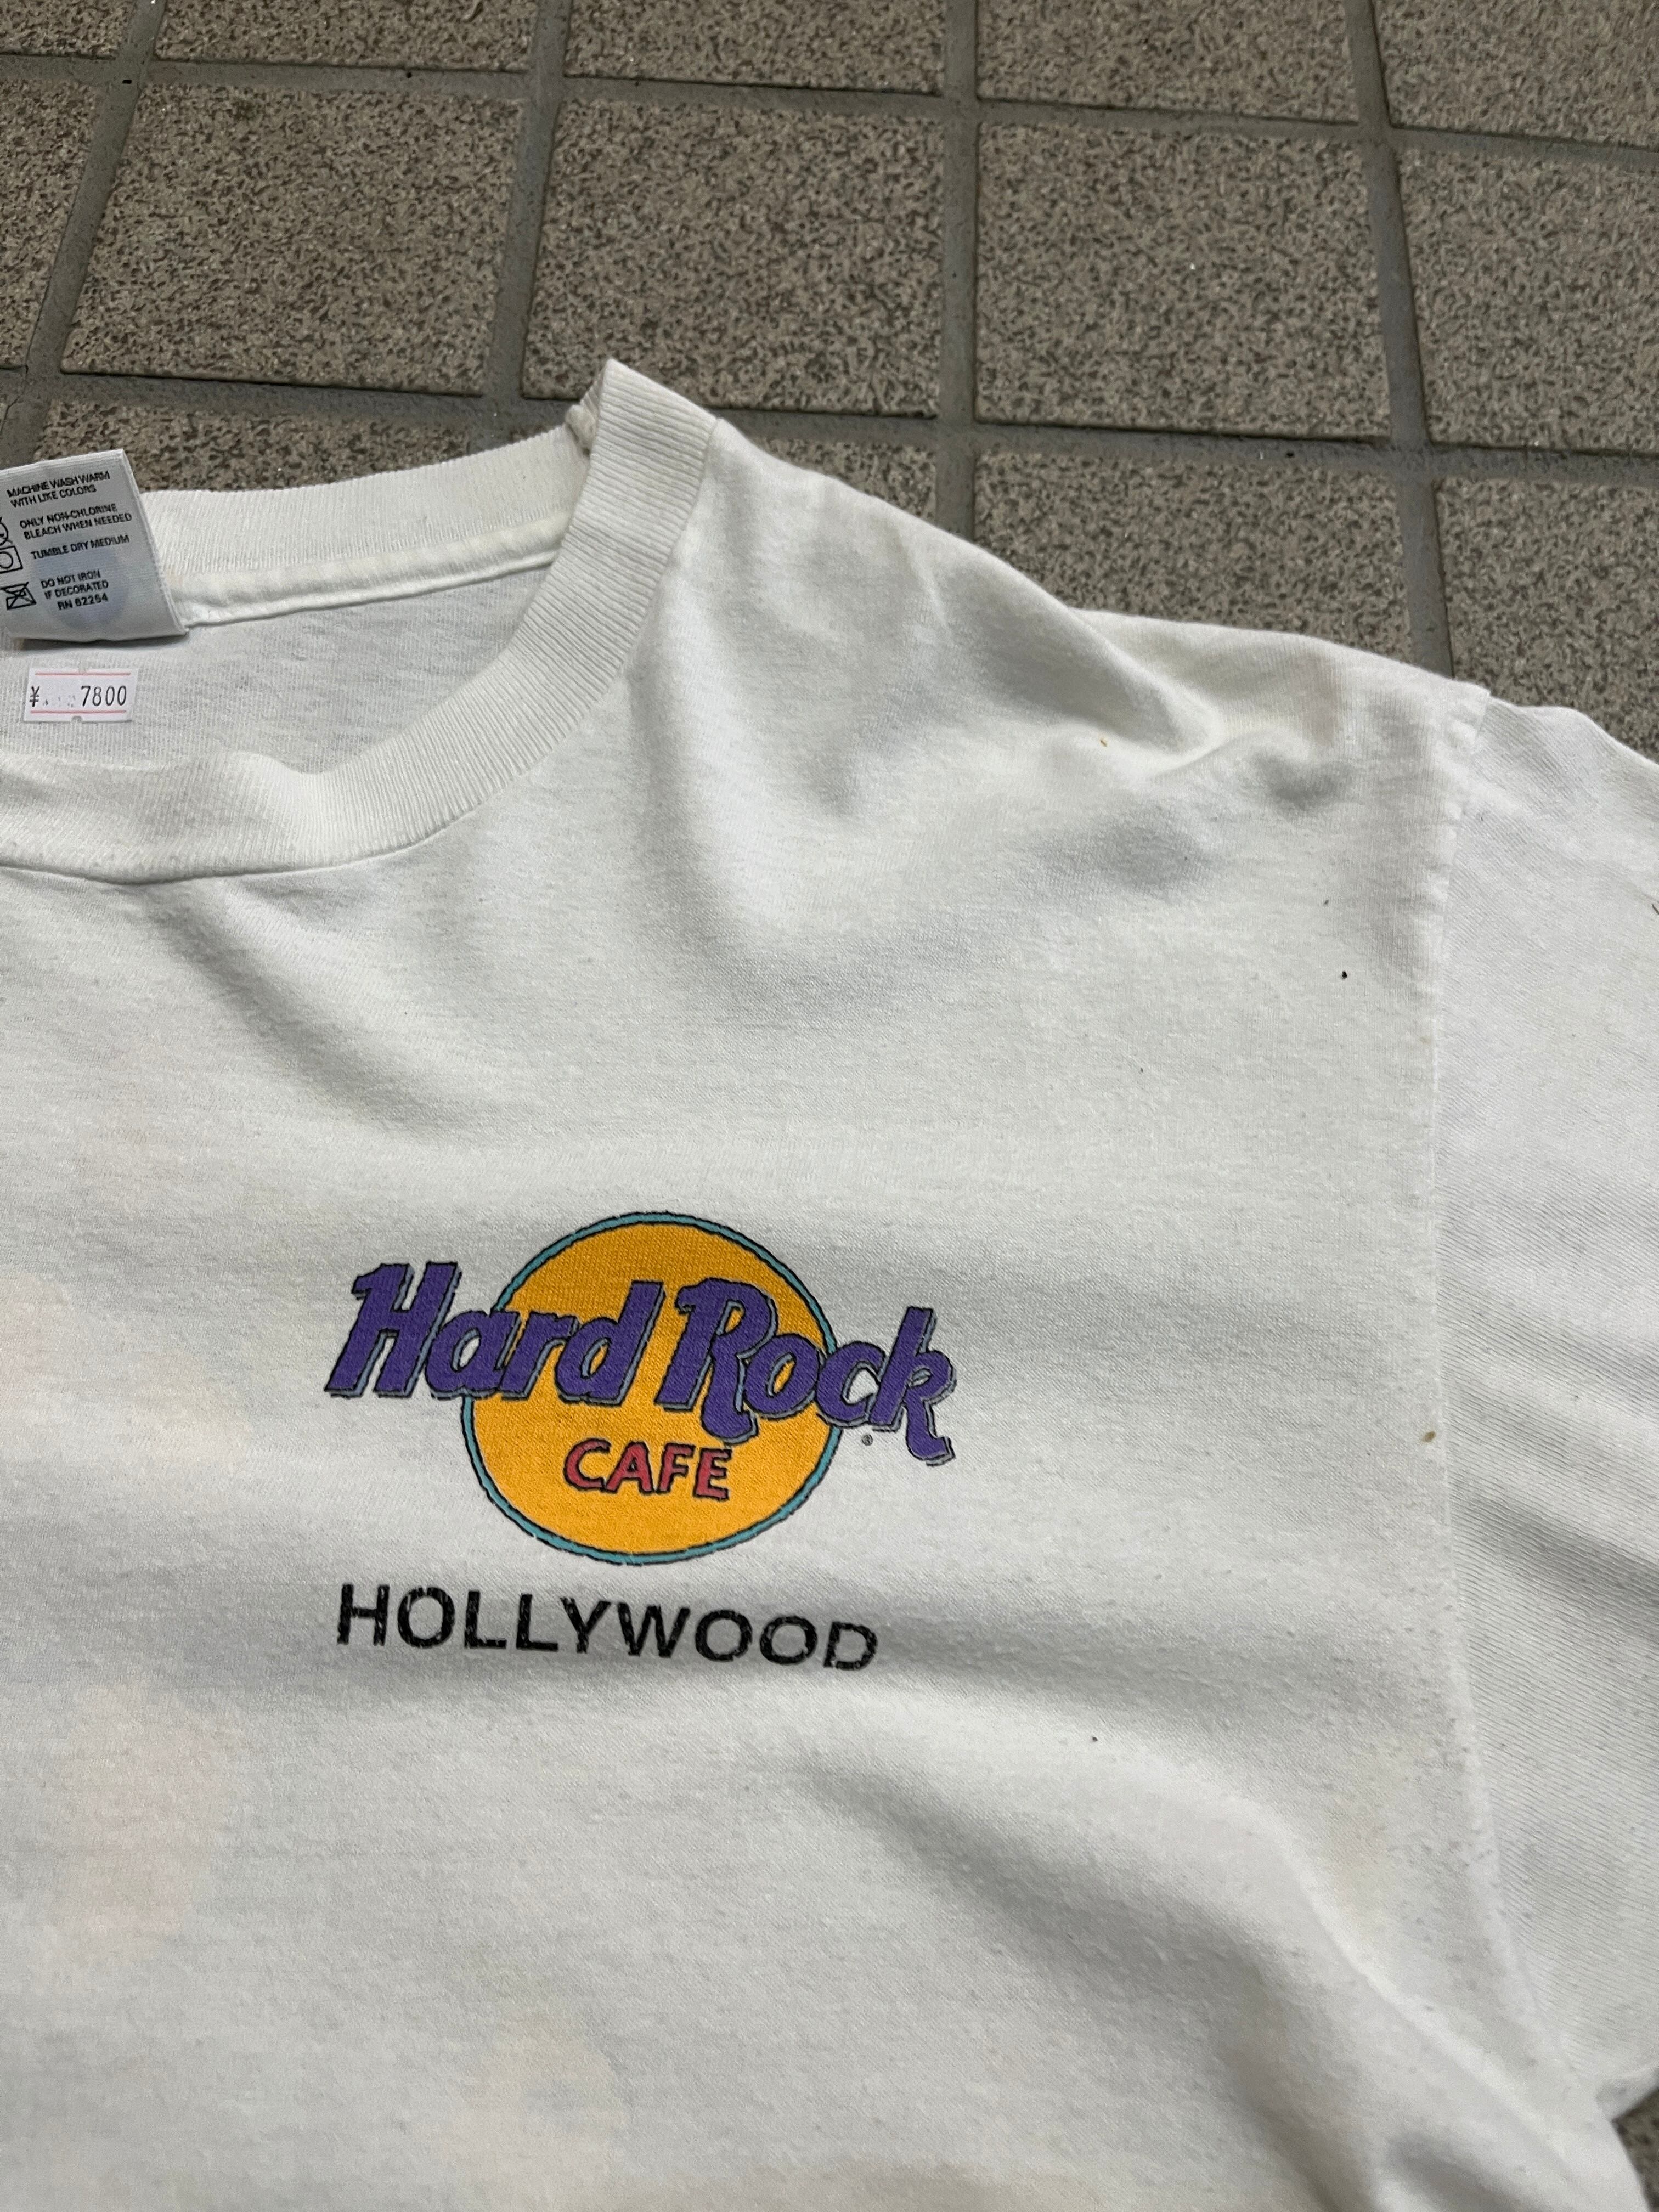 MACHINE WASH WARM
WITH LIKE COLORS
ONLY NON-CHLORINE
BLEACH WHEN NEEDED
TUMBLE DRY MEDIUM
DO NOT IRON
IF DECORATED
RN 62254
¥ 7800
Hard Rock®
CAFE
HOLLYWOOD